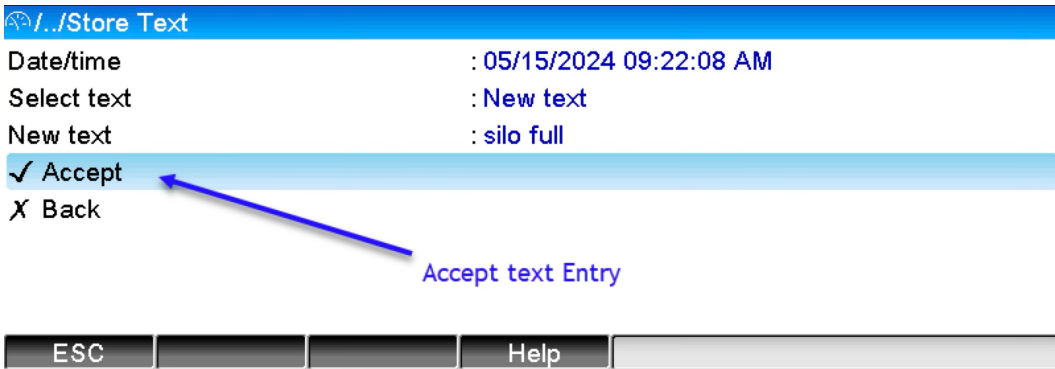 /../Store Text
Date/time : 05/15/2024 09:22:08 AM
Select text : New text
New text : silo full
✓ Accept
X Back
Accept text Entry
ESC Help